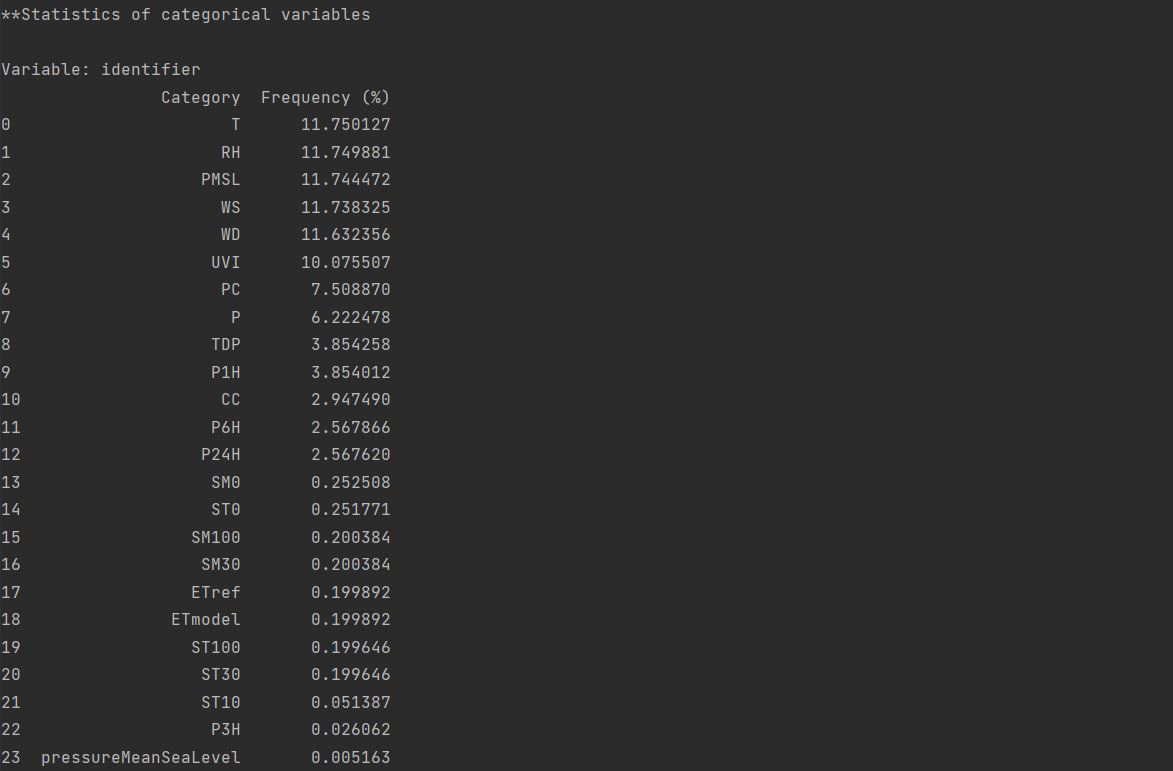 **Statistics of categorical variables
Variable: identifier
Category Frequency (%)
0 T 11.750127
1 RH 11.749881
2 PMSL 11.744472
3 WS 11.738325
4 WD 11.632356
5 UVI 10.075507
6 PC 7.508870
7 P 6.222478
8 TDP 3.854258
9 P1H 3.854012
10 CC 2.947490
11 P6H 2.567866
12 P24H 2.567620
13 SM0 0.252508
14 ST0 0.251771
15 SM100 0.200384
16 SM30 0.200384
17 ETref 0.199892
18 ETmodel 0.199892
19 ST100 0.199646
20 ST30 0.199646
21 ST10 0.051387
22 P3H 0.026062
23 pressureMeanSeaLevel 0.005163